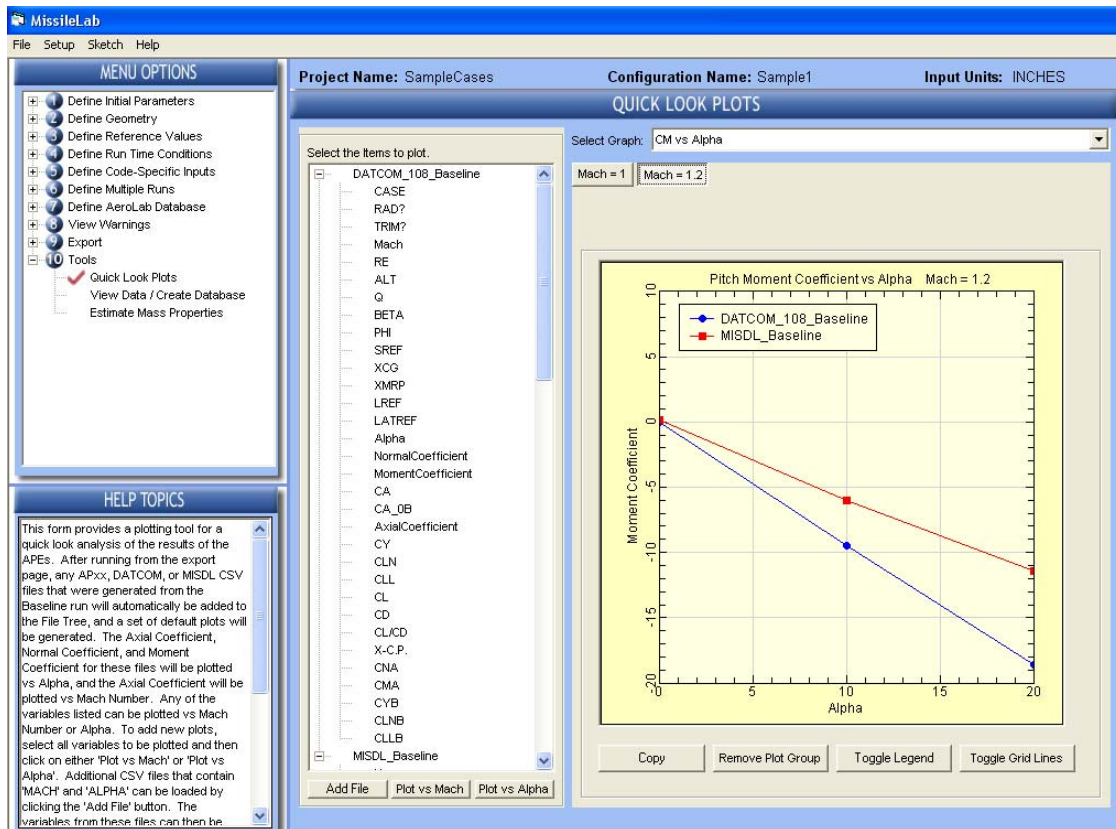 MissileLab
File Setup Sketch Help
MENU OPTIONS
1 Define Initial Parameters
2 Define Geometry
3 Define Reference Values
4 Define Run Time Conditions
5 Define Code-Specific Inputs
6 Define Multiple Runs
7 Define AeroLab Database
8 View Warnings
9 Export
10 Tools
Quick Look Plots
View Data / Create Database
Estimate Mass Properties
HELP TOPICS
This form provides a plotting tool for a
quick look analysis of the results of the
APEs. After running from the export
page, any APxx, DATCOM, or MISDL CSV
files that were generated from the
Baseline run will automatically be added to
the File Tree, and a set of default plots will
be generated. The Axial Coefficient,
Normal Coefficient, and Moment
Coefficient for these files will be plotted
vs Alpha, and the Axial Coefficient will be
plotted vs Mach Number. Any of the
variables listed can be plotted vs Mach
Number or Alpha. To add new plots,
select all variables to be plotted and then
click on either 'Plot vs Mach' or 'Plot vs
Alpha'. Additional CSV files that contain
'MACH' and 'ALPHA' can be loaded by
clicking the 'Add File' button. The
variables from these files can then be
Project Name: SampleCases Configuration Name: Sample1 Input Units: INCHES
QUICK LOOK PLOTS
Select the Items to plot.
DATCOM_108_Baseline
CASE
RAD?
TRIM?
Mach
RE
ALT
Q
BETA
PHI
SREF
XCG
XMRP
LREF
LATREF
Alpha
NormalCoefficient
MomentCoefficient
CA
CA_0B
AxialCoefficient
CY
CLN
CLL
CL
CD
CL/CD
X-C.P.
CNA
CMA
CYB
CLNB
CLLB
MISDL_Baseline
Add File Plot vs Mach Plot vs Alpha
Select Graph: CM vs Alpha
Mach = 1 Mach = 1.2
Pitch Moment Coefficient vs Alpha Mach = 1.2
DATCOM_108_Baseline
MISDL_Baseline
Moment Coefficient
10
5
0
-5
-10
-15
-20
0 5 10 15 20
Alpha
Copy Remove Plot Group Toggle Legend Toggle Grid Lines